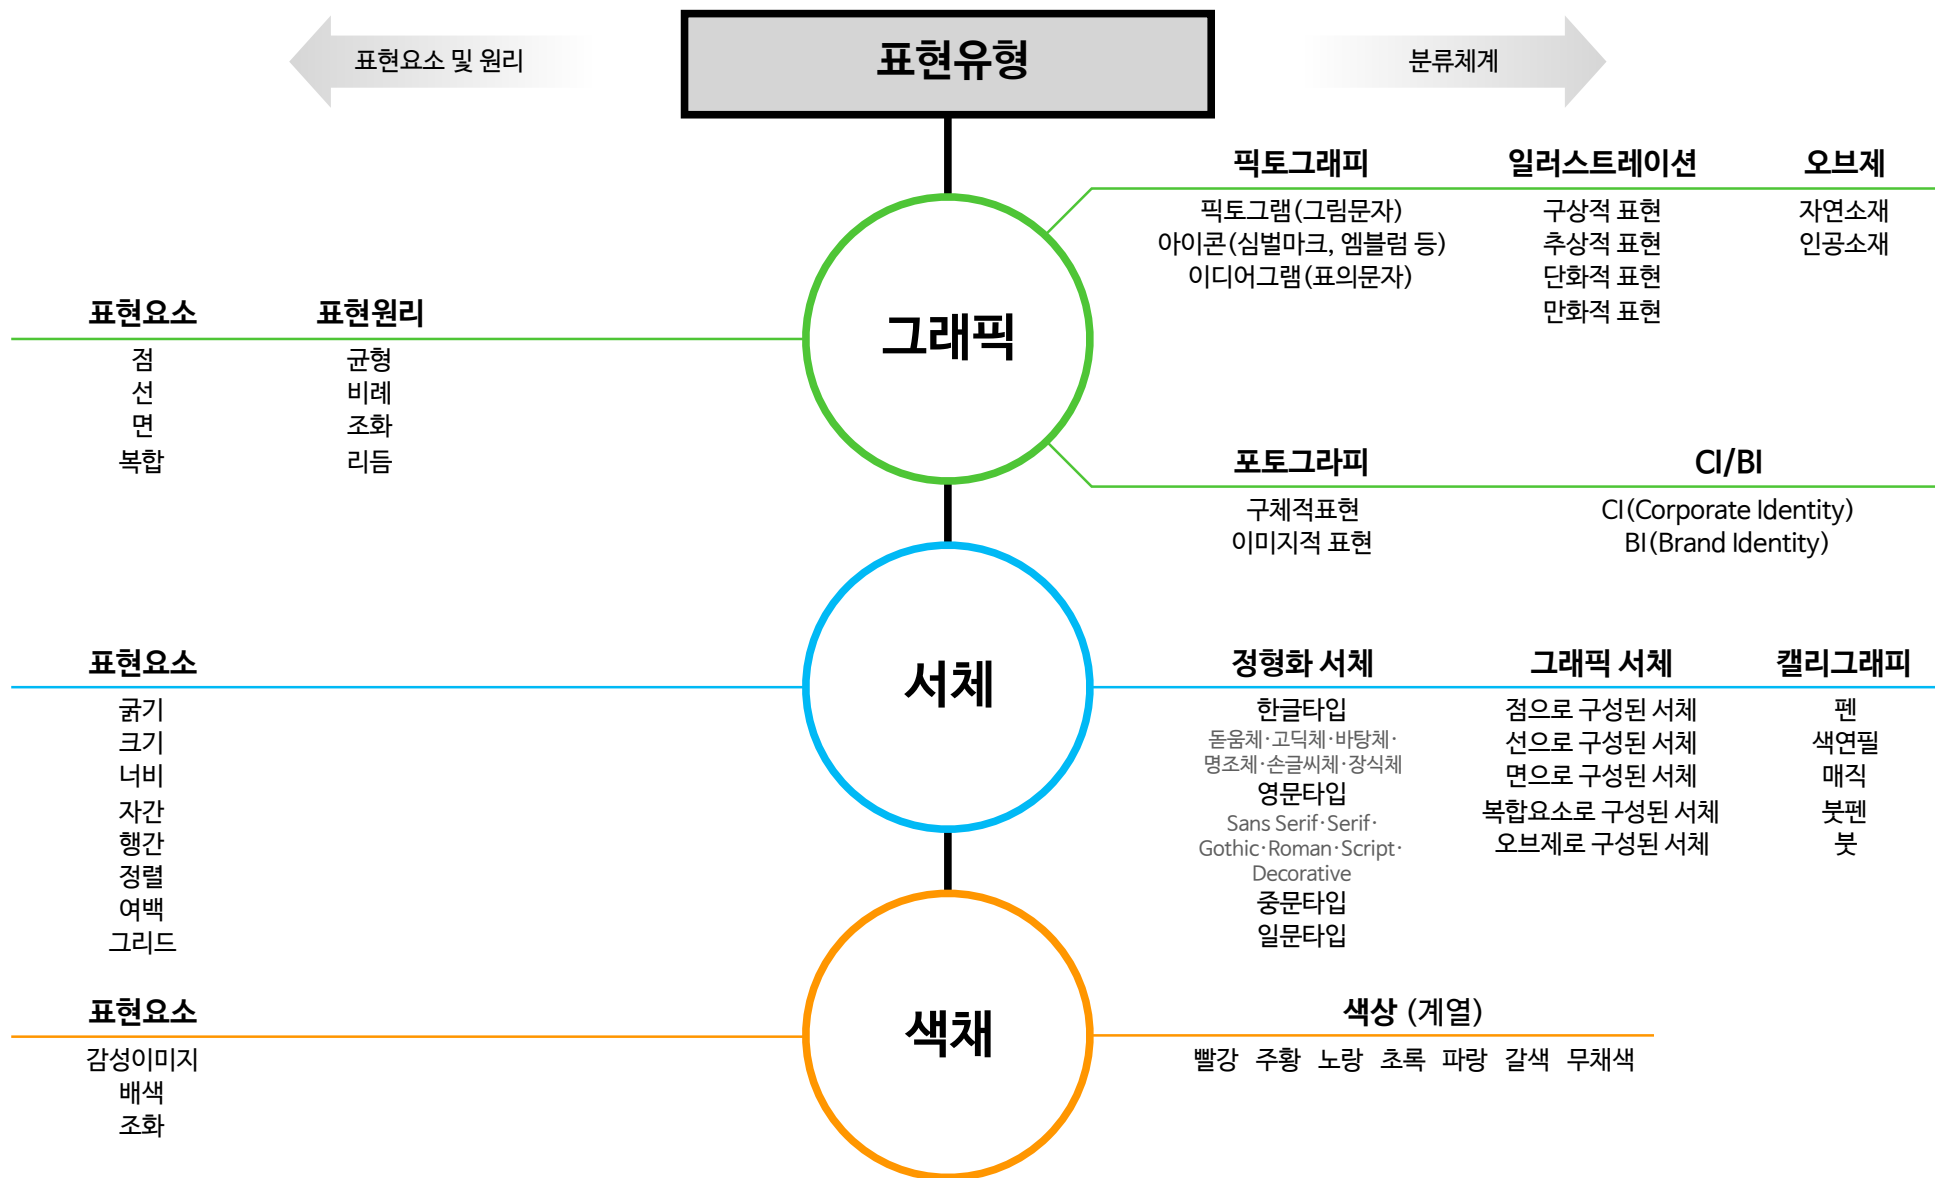 표현요소 및 원리
표현유형
분류체계
픽토그래피
픽토그램(그림문자)
아이콘(심벌마크, 엠블럼 등)
이디어그램(표의문자)
일러스트레이션
구상적 표현
추상적 표현
단화적 표현
만화적 표현
오브제
자연소재
인공소재
표현요소
점
선
면
복합
표현원리
균형
비례
조화
리듬
그래픽
포토그라피
구체적표현
이미지적 표현
CI/BI
CI(Corporate Identity)
BI(Brand Identity)
표현요소
굵기
크기
너비
자간
행간
정렬
여백
그리드
서체
정형화 서체
한글타입
돋움체·고딕체·바탕체·
명조체·손글씨체·장식체
영문타입
Sans Serif·Serif·
Gothic·Roman·Script·
Decorative
중문타입
일문타입
그래픽 서체
점으로 구성된 서체
선으로 구성된 서체
면으로 구성된 서체
복합요소로 구성된 서체
오브제로 구성된 서체
캘리그래피
펜
색연필
매직
붓펜
붓
표현요소
감성이미지
배색
조화
색채
색상 (계열)
빨강 주황 노랑 초록 파랑 갈색 무채색